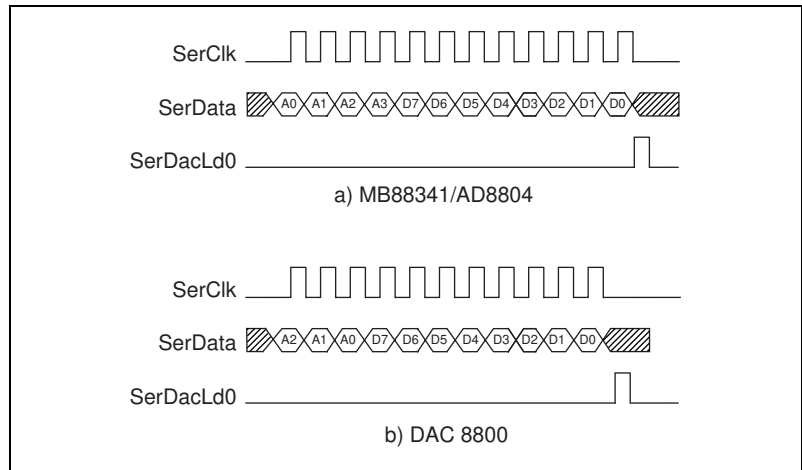 SerClk
SerData A0 A1 A2 A3 D7 D6 D5 D4 D3 D2 D1 D0
SerDacLd0
a) MB88341/AD8804
SerClk
SerData A2 A1 A0 D7 D6 D5 D4 D3 D2 D1 D0
SerDacLd0
b) DAC 8800